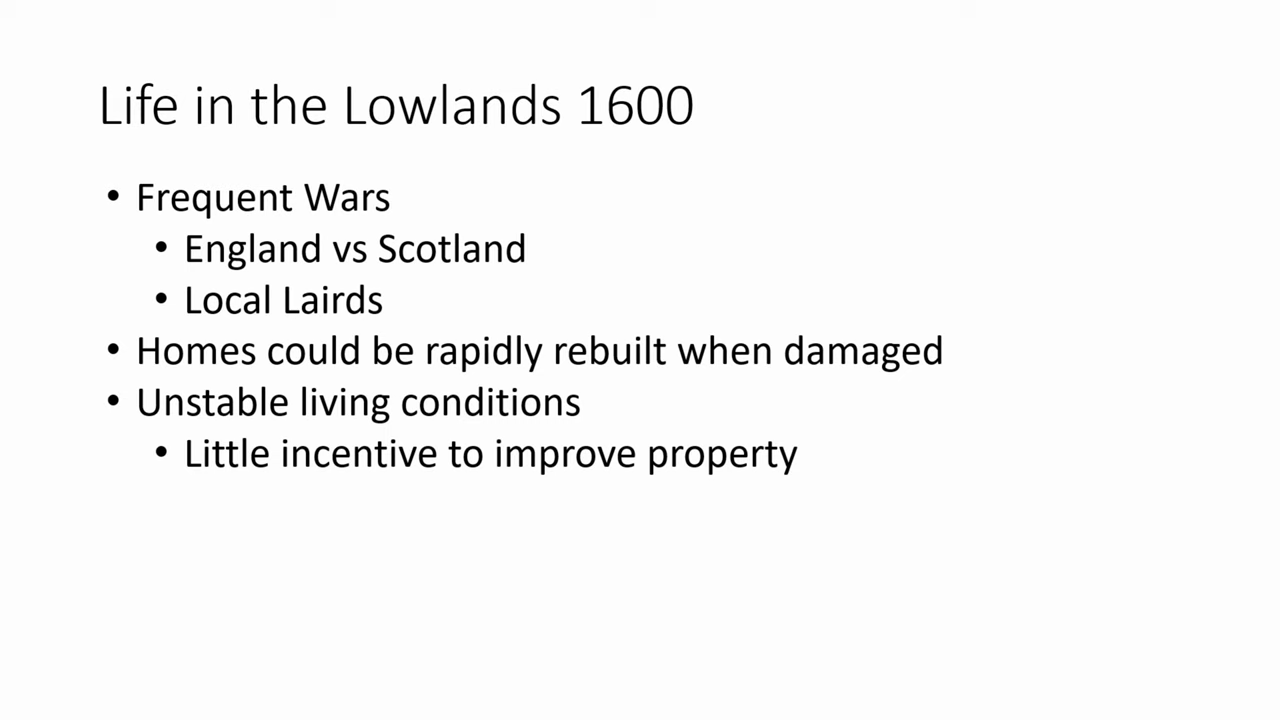 Life in the Lowlands 1600
• Frequent Wars
• England vs Scotland
• Local Lairds
• Homes could be rapidly rebuilt when damaged
• Unstable living conditions
• Little incentive to improve property